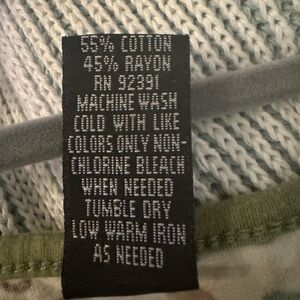 55% COTTON
45% RAYON
RN 92391
MACHINE WASH
COLD WITH LIKE
COLORS ONLY NON-
CHLORINE BLEACH
WHEN NEEDED
TUMBLE DRY
LOW WARM IRON
AS NEEDED